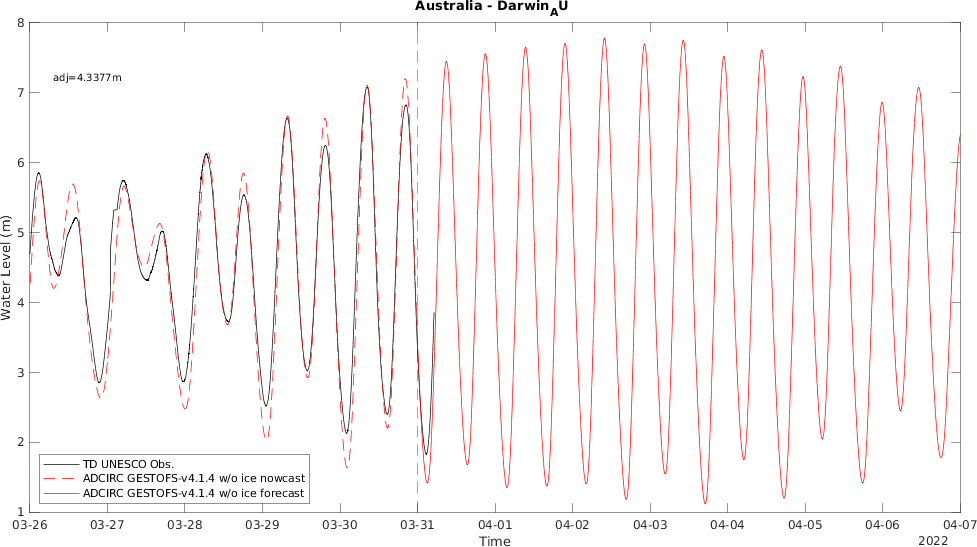 Australia - Darwin_AU
adj=4.3377m
8
7
6
5
4
3
2
1
Water Level (m)
TD UNESCO Obs.
ADCIRC GESTOFS-v4.1.4 w/o ice nowcast
ADCIRC GESTOFS-v4.1.4 w/o ice forecast
03-26 03-27 03-28 03-29 03-30 03-31 04-01 04-02 04-03 04-04 04-05 04-06 04-07
Time
2022